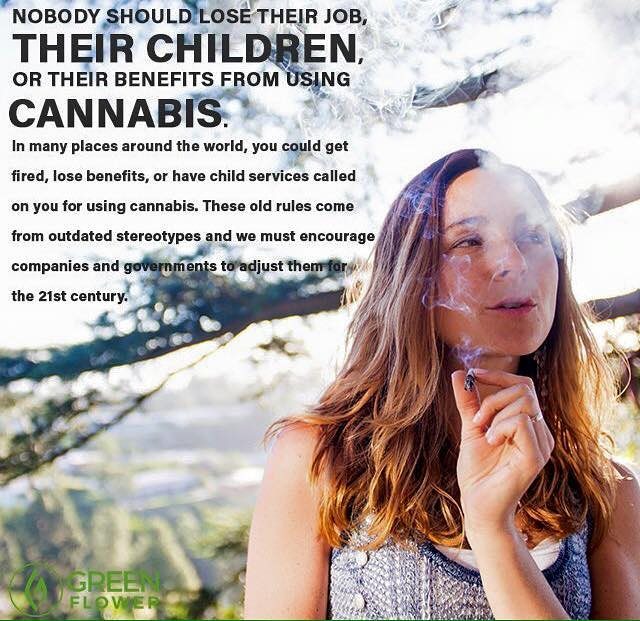 NOBODY SHOULD LOSE THEIR JOB,
THEIR CHILDREN,
OR THEIR BENEFITS FROM USING
CANNABIS.
In many places around the world, you could get
fired, lose benefits, or have child services called
on you for using cannabis. These old rules come
from outdated stereotypes and we must encourage
companies and governments to adjust them for
the 21st century.
GREEN
FLOWER